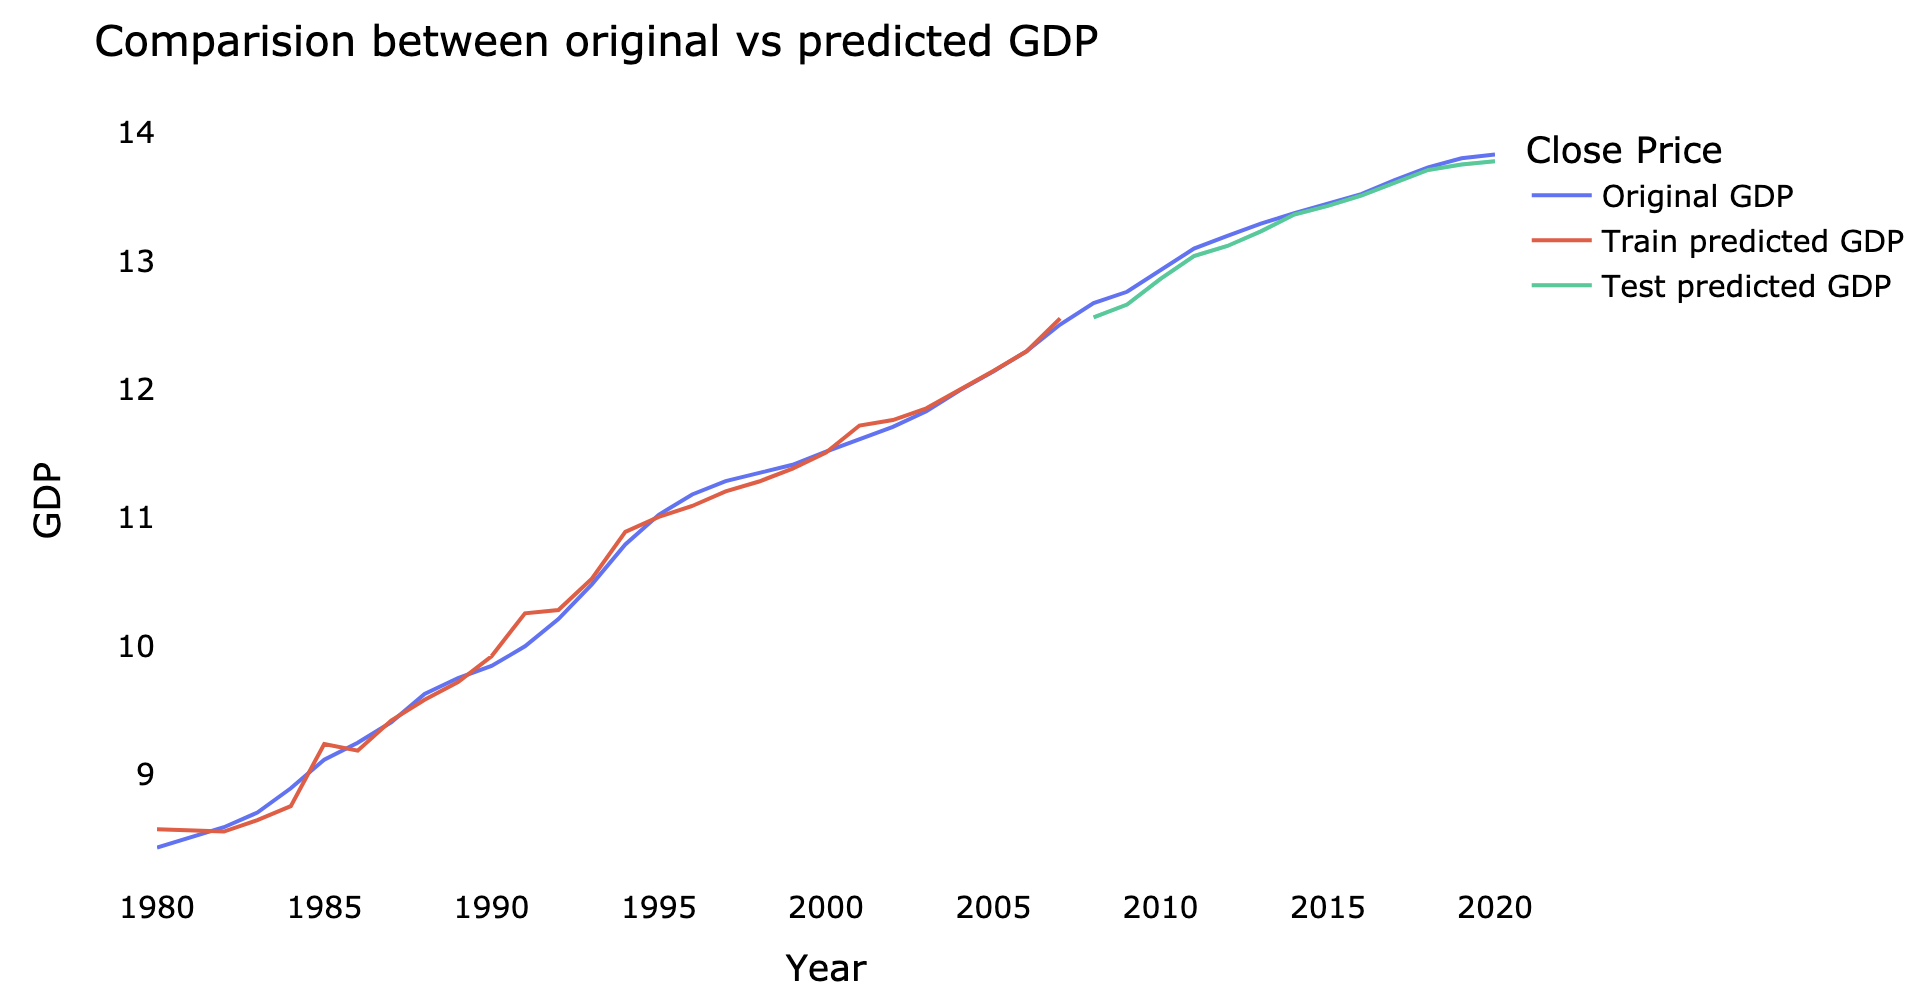 Comparision between original vs predicted GDP
14
13
12
11
10
9
GDP
1980 1985 1990 1995 2000 2005 2010 2015 2020
Year
Close Price
Original GDP
Train predicted GDP
Test predicted GDP